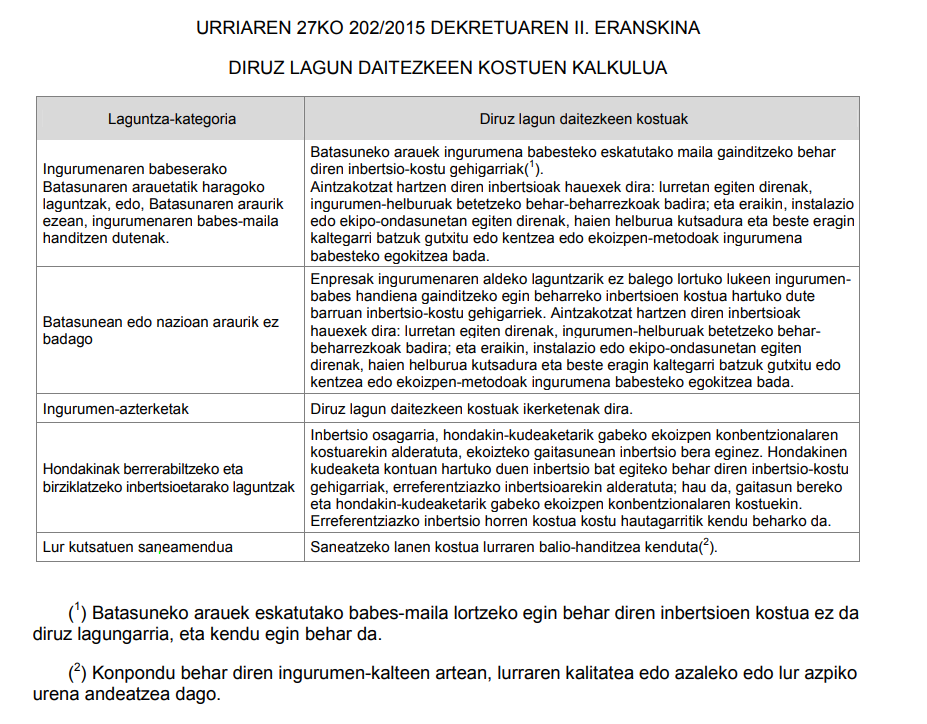 URRIAREN 27KO 202/2015 DEKRETUAREN II. ERANSKINA
DIRUZ LAGUN DAITEZKEEN KOSTUEN KALKULUA
Laguntza-kategoria
Diruz lagun daitezkeen kostuak
Ingurumenaren babeserako
Batasunaren arauetatik haragoko
laguntzak, edo, Batasunaren araurik
ezean, ingurumenaren babes-maila
handitzen dutenak.
Batasuneko arauek ingurumena babesteko eskatutako maila gainditzeko behar
diren inbertsio-kostu gehigarriak(¹).
Aintzakotzat hartzen diren inbertsioak hauexek dira: lurretan egiten direnak,
ingurumen-helburuak betetzeko behar-beharrezkoak badira; eta eraikin, instalazio
edo ekipo-ondasunetan egiten direnak, haien helburua kutsadura eta beste eragin
kaltegarri batzuk gutxitu edo kentzea edo ekoizpen-metodoak ingurumena
babesteko egokitzea bada.
Batasunean edo nazioan araurik ez
badago
Enpresak ingurumenaren aldeko laguntzarik ez balego lortuko lukeen ingurumen-
babes handiena gainditzeko egin beharreko inbertsioen kostua hartuko dute
barruan inbertsio-kostu gehigarriek. Aintzakotzat hartzen diren inbertsioak
hauexek dira: lurretan egiten direnak, ingurumen-helburuak betetzeko behar-
beharrezkoak badira; eta eraikin, instalazio edo ekipo-ondasunetan egiten
direnak, haien helburua kutsadura eta beste eragin kaltegarri batzuk gutxitu edo
kentzea edo ekoizpen-metodoak ingurumena babesteko egokitzea bada.
Ingurumen-azterketak
Diruz lagun daitezkeen kostuak ikerketenak dira.
Hondakinak berrerabiltzeko eta
birziklatzeko inbertsioetarako laguntzak
Inbertsio osagarria, hondakin-kudeaketarik gabeko ekoizpen konbentzionalaren
kostuarekin alderatuta, ekoizteko gaitasunean inbertsio bera eginez. Hondakinen
kudeaketa kontuan hartuko duen inbertsio bat egiteko behar diren inbertsio-kostu
gehigarriak, erreferentziazko inbertsioarekin alderatuta; hau da, gaitasun bereko
eta hondakin-kudeaketarik gabeko ekoizpen konbentzionalaren kostuekin.
Erreferentziazko inbertsio horren kostua kostu hautagarritik kendu beharko da.
Lur kutsatuen saneamendua
Saneatzeko lanen kostua lurraren balio-handitzea kenduta(²).
(¹) Batasuneko arauek eskatutako babes-maila lortzeko egin behar diren inbertsioen kostua ez da
diruz lagungarria, eta kendu egin behar da.
(²) Konpondu behar diren ingurumen-kalteen artean, lurraren kalitatea edo azaleko edo lur azpiko
urena andeatzea dago.